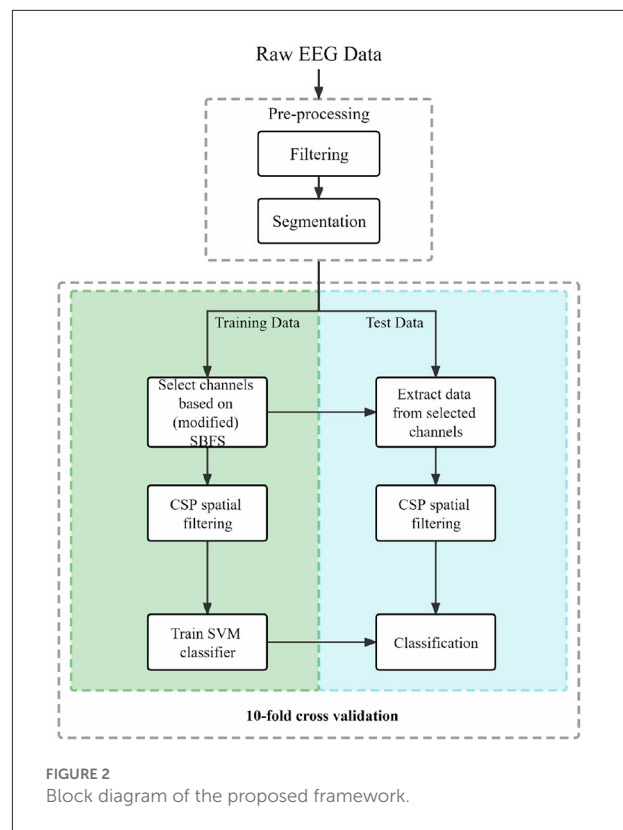 Raw EEG Data
Pre-processing
Filtering
Segmentation
Training Data
Test Data
Select channels
based on
(modified)
SBFS
Extract data
from selected
channels
CSP spatial
filtering
CSP spatial
filtering
Train SVM
classifier
Classification
10-fold cross validation
FIGURE 2
Block diagram of the proposed framework.